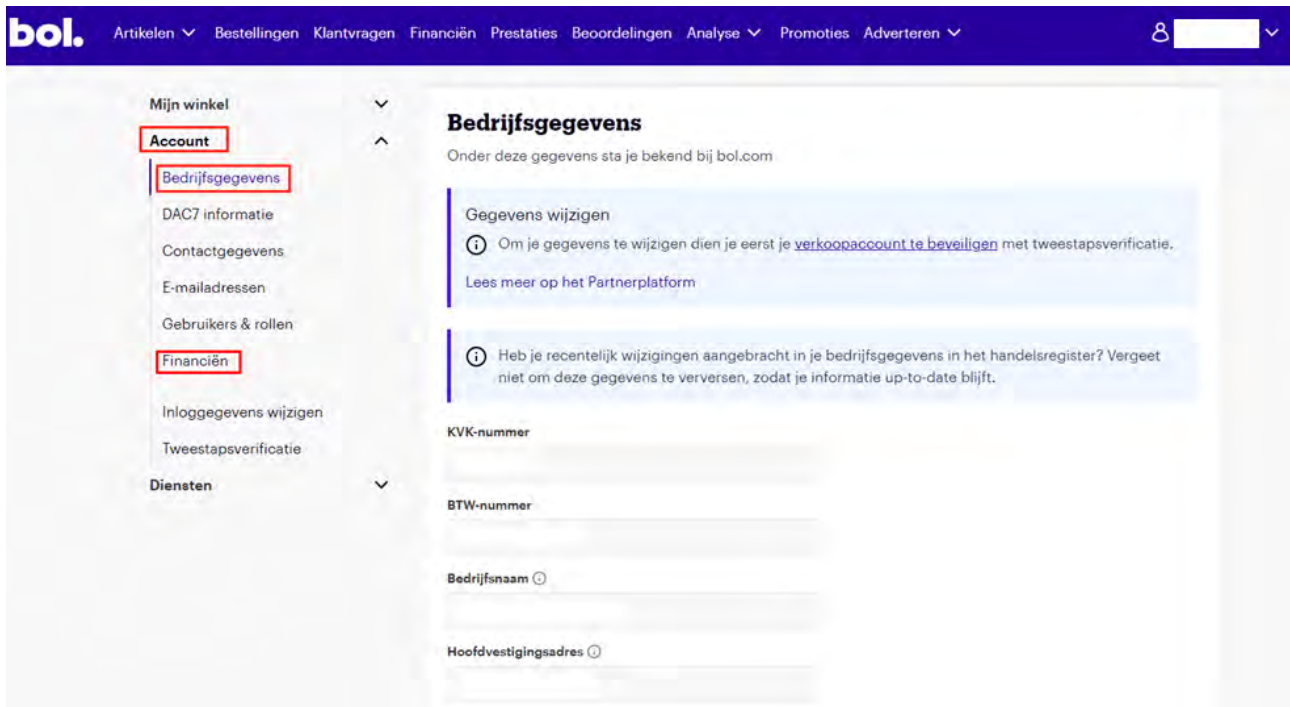 bol.
Artikelen Bestellingen Klantvragen Financiën Prestaties Beoordelingen Analyse Promoties Adverteren
Mijn winkel
Account
Bedrijfsgegevens
DAC7 informatie
Contactgegevens
E-mailadressen
Gebruikers & rollen
Financiën
Inloggegevens wijzigen
Tweestapsverificatie
Diensten
Bedrijfsgegevens
Onder deze gegevens sta je bekend bij bol.com
Gegevens wijzigen
Om je gegevens te wijzigen dien je eerst je verkoopaccount te beveiligen met tweestapsverificatie.
Lees meer op het Partnerplatform
Heb je recentelijk wijzigingen aangebracht in je bedrijfsgegevens in het handelsregister? Vergeet
niet om deze gegevens te verversen, zodat je informatie up-to-date blijft.
KVK-nummer
BTW-nummer
Bedrijfsnaam
Hoofdvestigingsadres